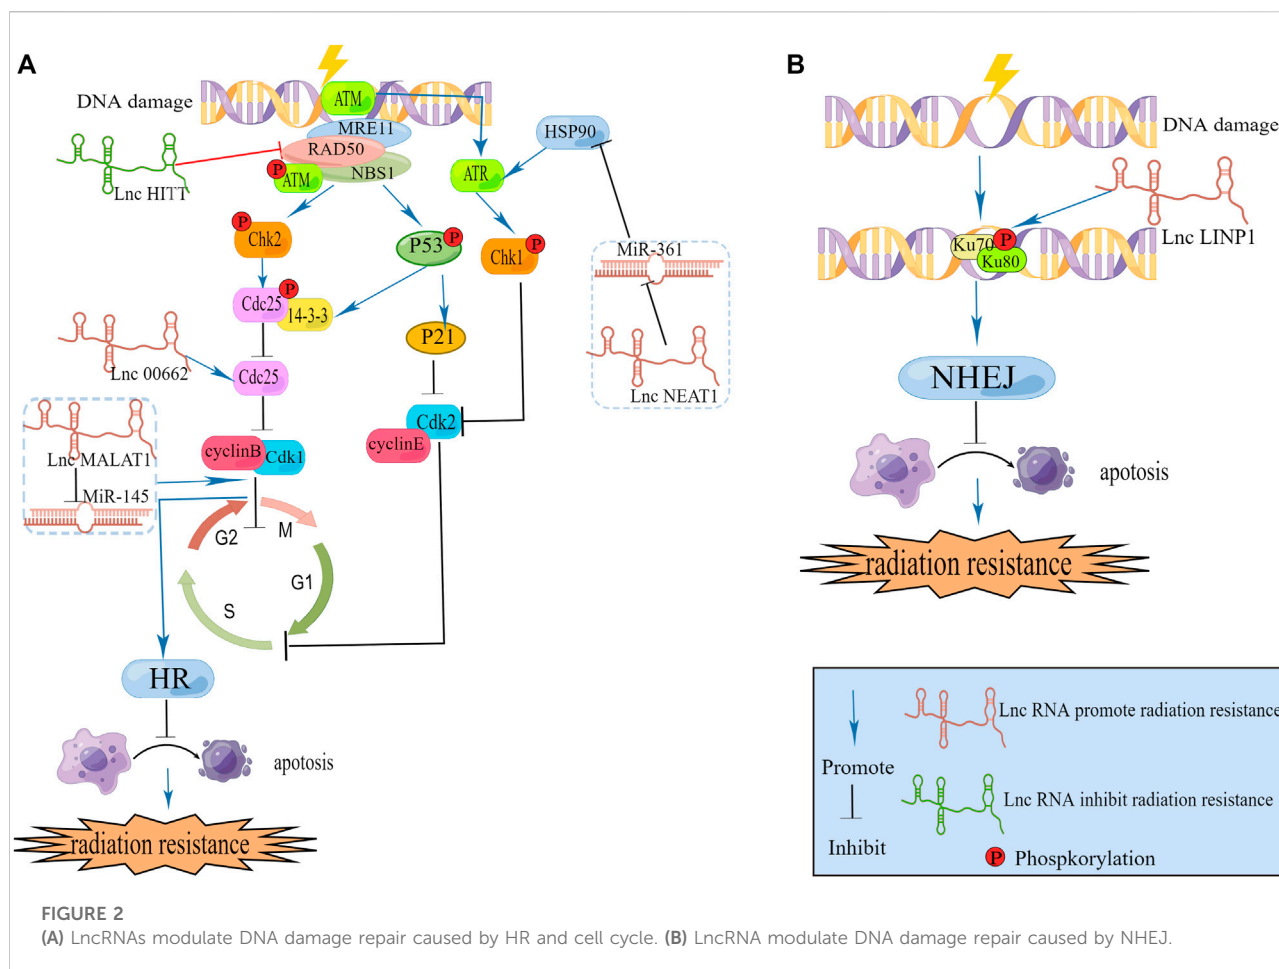 A
DNA damage
ATM
MRE11
RAD50
NBS1
P
ATM
Lnc HITT
ATR
HSP90
P
Chk2
P53
P
Chk1
P
MiR-361
Lnc NEAT1
Cdc25
P
14-3-3
P21
Lnc 00662
Cdc25
Cdk2
cyclinE
cyclinB
Cdk1
Lnc MALAT1
MiR-145
G2
M
G1
S
HR
apotosis
radiation resistance
B
DNA damage
Lnc LINP1
Ku70
P
Ku80
NHEJ
apotosis
radiation resistance
Promote
Inhibit
Lnc RNA promote radiation resistance
Lnc RNA inhibit radiation resistance
P Phospkorylation
FIGURE 2
(A) LncRNAs modulate DNA damage repair caused by HR and cell cycle. (B) LncRNA modulate DNA damage repair caused by NHEJ.